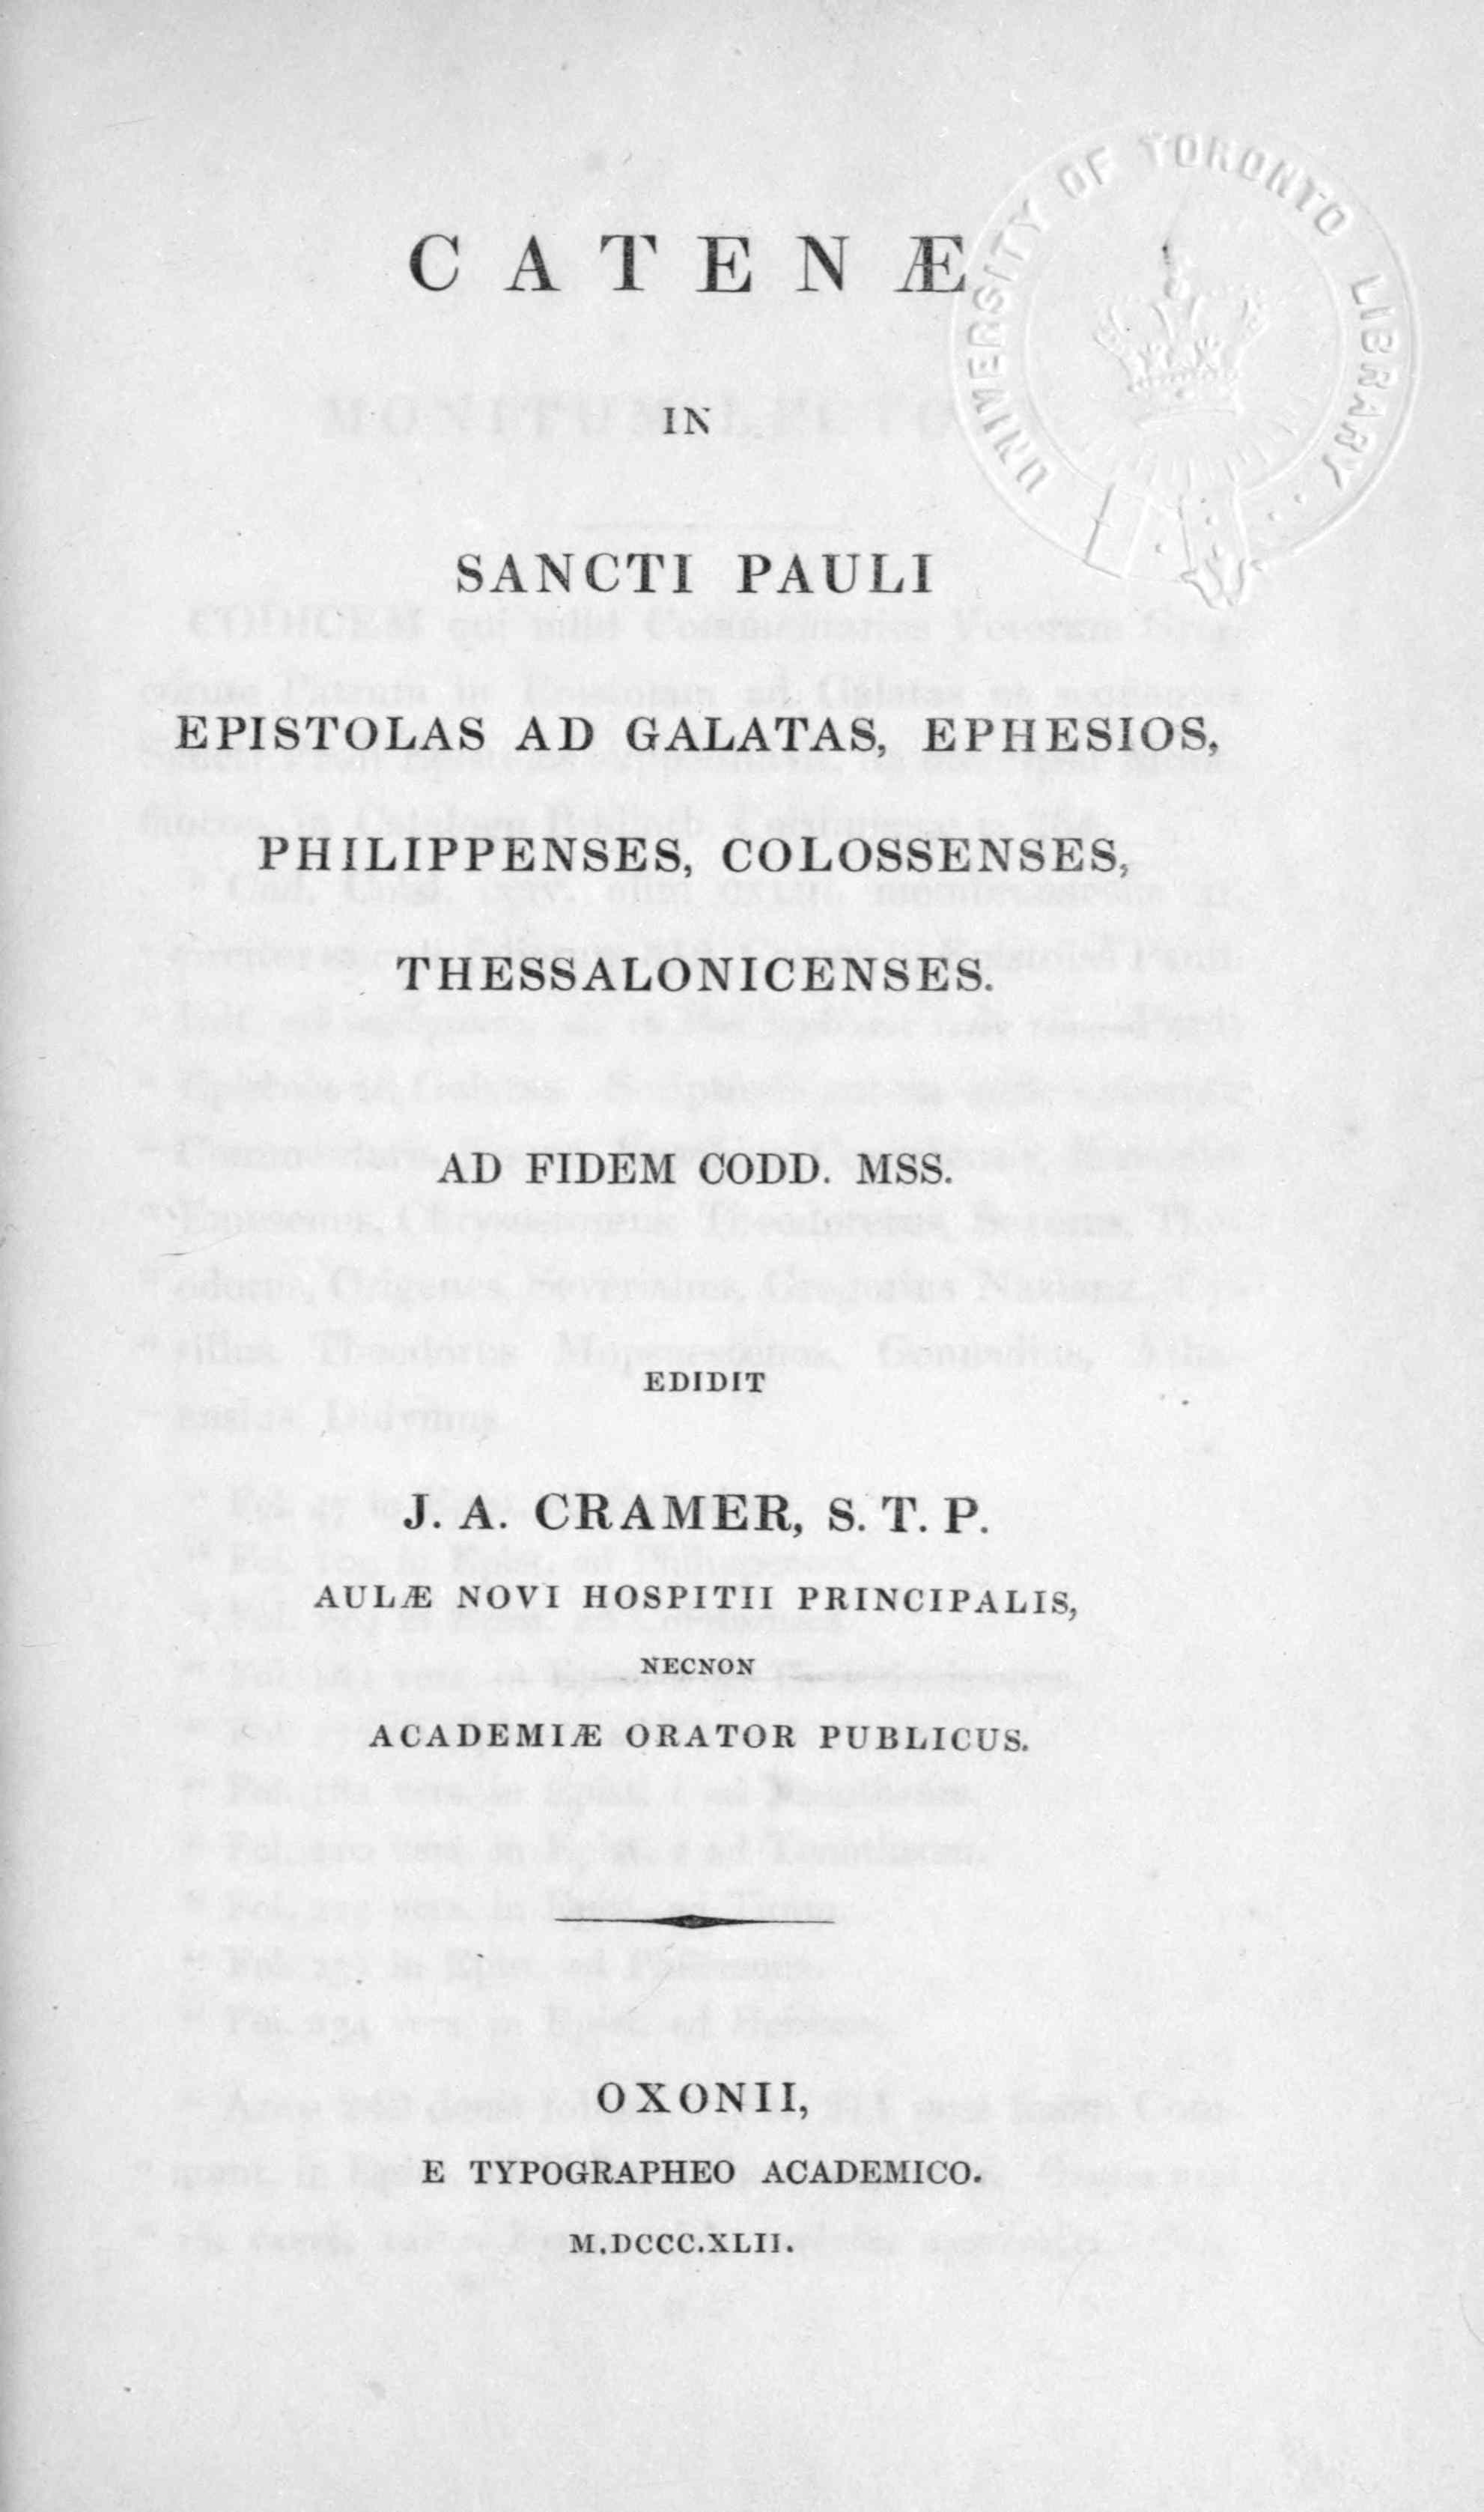 CATENÆ
UNIVERSITY OF TORONTO LIBRARY
IN
SANCTI PAULI
EPISTOLAS AD GALATAS, EPHESIOS,
PHILIPPENSES, COLOSSENSES,
THESSALONICENSES.
AD FIDEM CODD. MSS.
EDIDIT
J. A. CRAMER, S. T. P.
AULÆ NOVI HOSPITII PRINCIPALIS,
NECNON
ACADEMIÆ ORATOR PUBLICUS.
OXONII,
E TYPOGRAPHEO ACADEMICO.
M.DCCC.XLII.